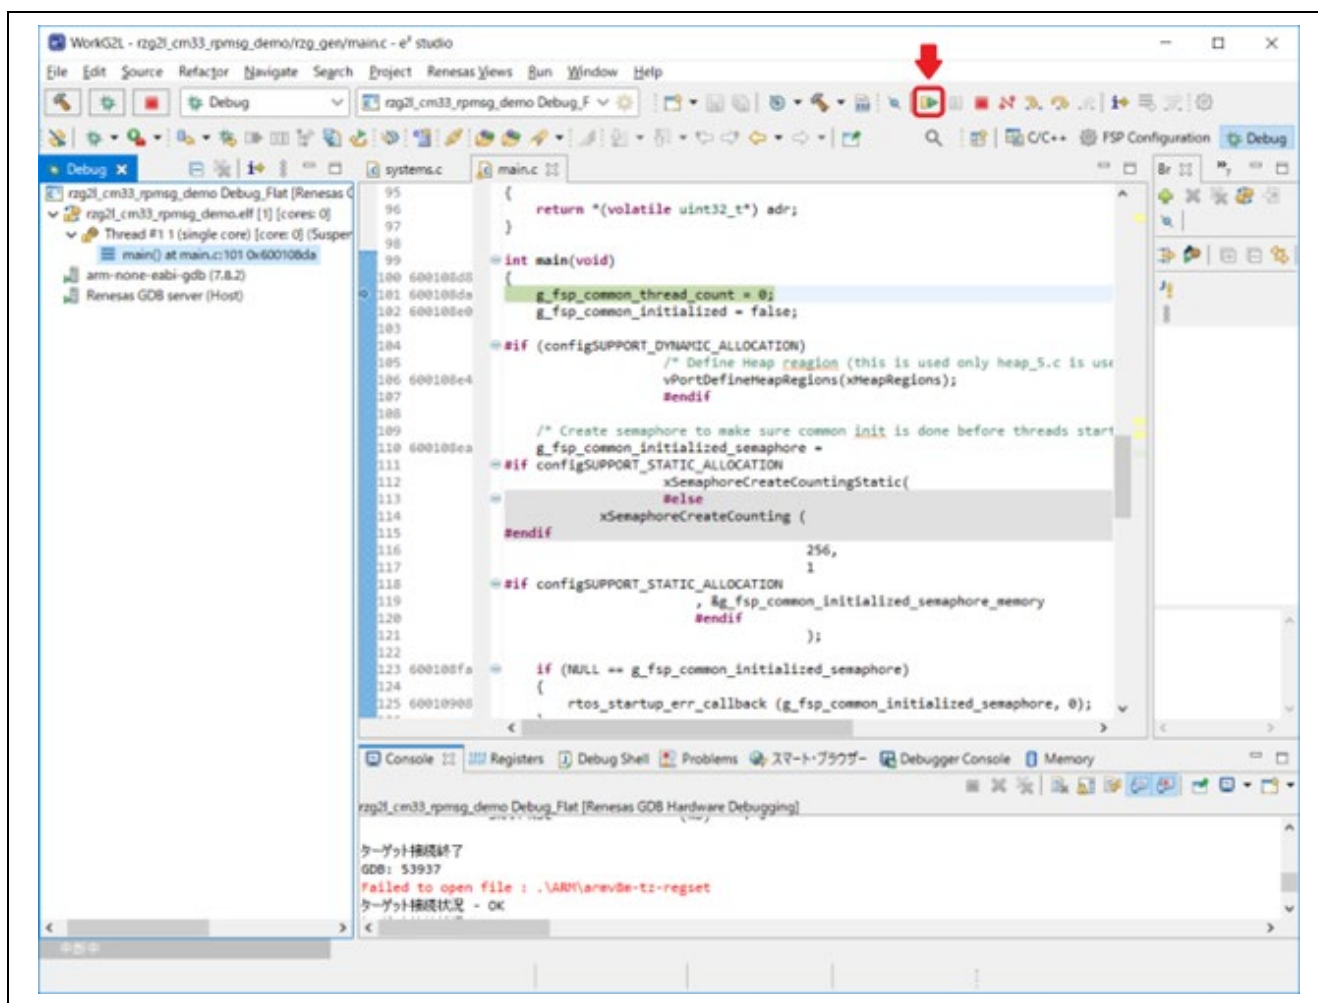 WorkG2L - rzg2l_cm33_rpmsg_demo/rzg_gen/main.c - e² studio
File Edit Source Refactor Navigate Search Project Renesas Views Run Window Help
Debug rzg2l_cm33_rpmsg_demo Debug_F
C/C++ FSP Configuration Debug
Debug systems.c main.c Br
rzg2l_cm33_rpmsg_demo Debug_Flat [Renesas G
rzg2l_cm33_rpmsg_demo.elf [1] [cores: 0]
Thread #1 1 (single core) [core: 0] (Susper
main() at main.c:101 0x600108da
arm-none-eabi-gdb (7.8.2)
Renesas GDB server (Host)
95 {
96 return *(volatile uint32_t*) adr;
97 }
98
99 int main(void)
100 600108d8 {
101 600108da g_fsp_common_thread_count = 0;
102 600108e0 g_fsp_common_initialized = false;
103
104 #if (configSUPPORT_DYNAMIC_ALLOCATION)
105 /* Define Heap reagion (this is used only heap_5.c is use
106 600108e4 vPortDefineHeapRegions(xHeapRegions);
107 #endif
108
109 /* Create semaphore to make sure common init is done before threads start
110 600108ea g_fsp_common_initialized_semaphore =
111 #if configSUPPORT_STATIC_ALLOCATION
112 xSemaphoreCreateCountingStatic(
113 #else
114 xSemaphoreCreateCounting (
115 #endif
116 256,
117 1
118 #if configSUPPORT_STATIC_ALLOCATION
119 , &g_fsp_common_initialized_semaphore_memory
120 #endif
121 );
122
123 600108fa if (NULL == g_fsp_common_initialized_semaphore)
124 {
125 60010908 rtos_startup_err_callback (g_fsp_common_initialized_semaphore, 0);
Console Registers Debug Shell Problems スマート・ブラウザー Debugger Console Memory
rzg2l_cm33_rpmsg_demo Debug_Flat [Renesas GDB Hardware Debugging]
ターゲット接続終了
GDB: 53937
Failed to open file : .\ARM\armv8m-tz-regset
ターゲット接続状況 - OK